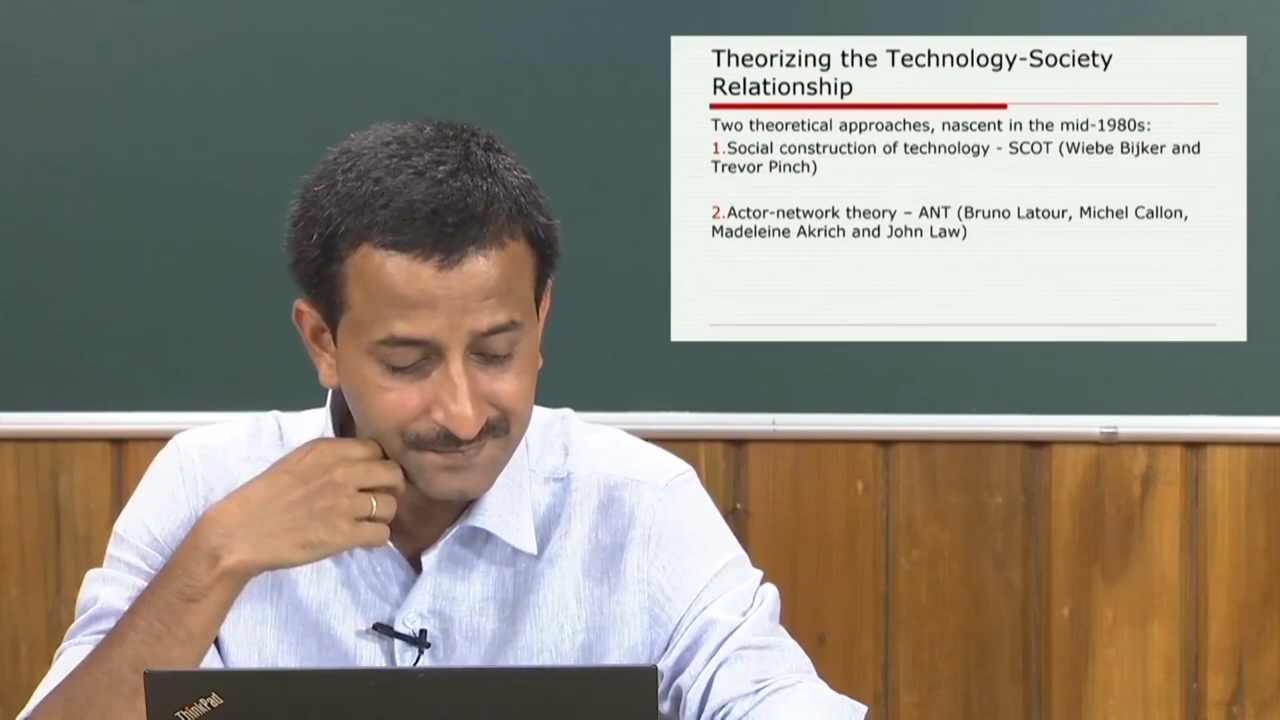 Theorizing the Technology-Society
Relationship
Two theoretical approaches, nascent in the mid-1980s:
1.Social construction of technology - SCOT (Wiebe Bijker and
Trevor Pinch)
2.Actor-network theory – ANT (Bruno Latour, Michel Callon,
Madeleine Akrich and John Law)
ThinkPad